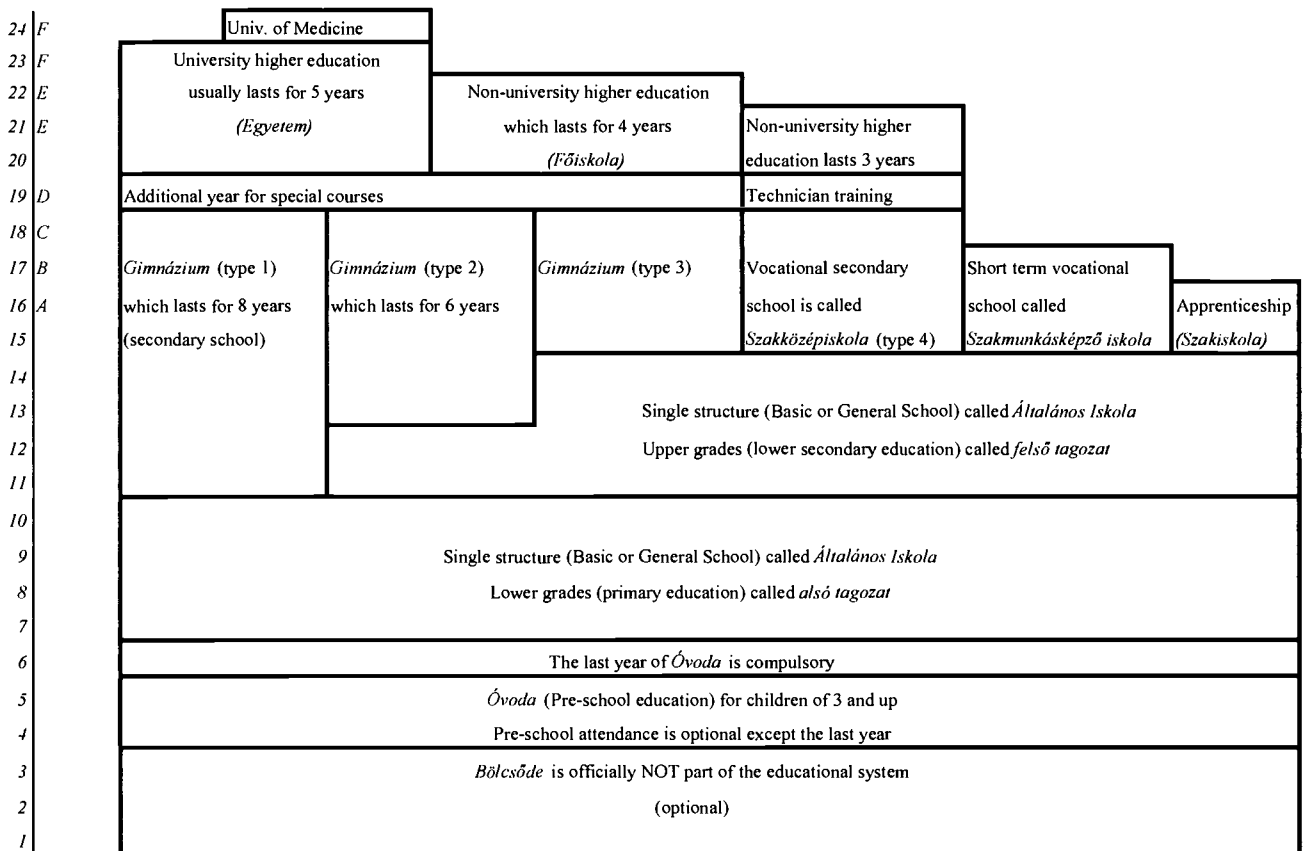 24 F Univ. of Medicine
23 F University higher education
22 E usually lasts for 5 years Non-university higher education
21 E (Egyetem) which lasts for 4 years Non-university higher
20 (Főiskola) education lasts 3 years
19 D Additional year for special courses Technician training
18 C
17 B Gimnázium (type 1) Gimnázium (type 2) Gimnázium (type 3) Vocational secondary Short term vocational
16 A which lasts for 8 years which lasts for 6 years school is called school called Apprenticeship
15 (secondary school) Szakközépiskola (type 4) Szakmunkásképző iskola (Szakiskola)
14
13 Single structure (Basic or General School) called Általános Iskola
12 Upper grades (lower secondary education) called felső tagozat
11
10
9 Single structure (Basic or General School) called Általános Iskola
8 Lower grades (primary education) called alsó tagozat
7
6 The last year of Óvoda is compulsory
5 Óvoda (Pre-school education) for children of 3 and up
4 Pre-school attendance is optional except the last year
3 Bölcsőde is officially NOT part of the educational system
2 (optional)
1